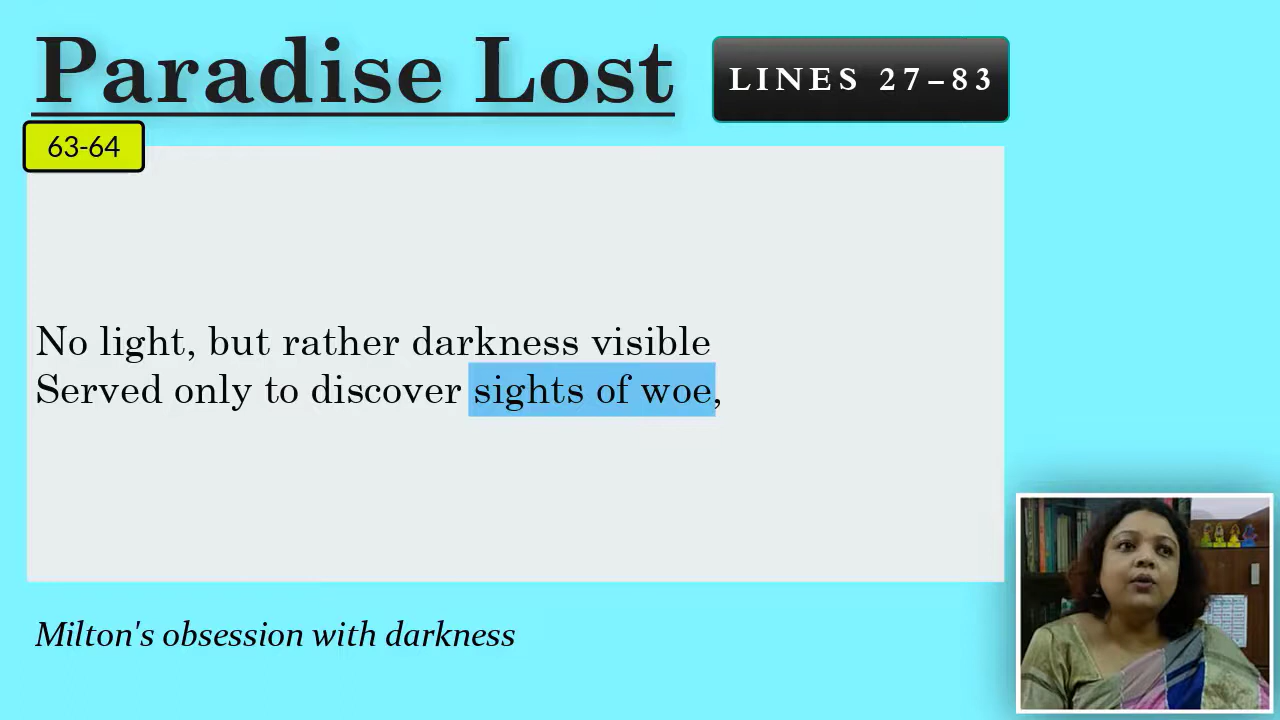 Paradise Lost
LINES 27–83
63-64
No light, but rather darkness visible
Served only to discover sights of woe,
Milton's obsession with darkness